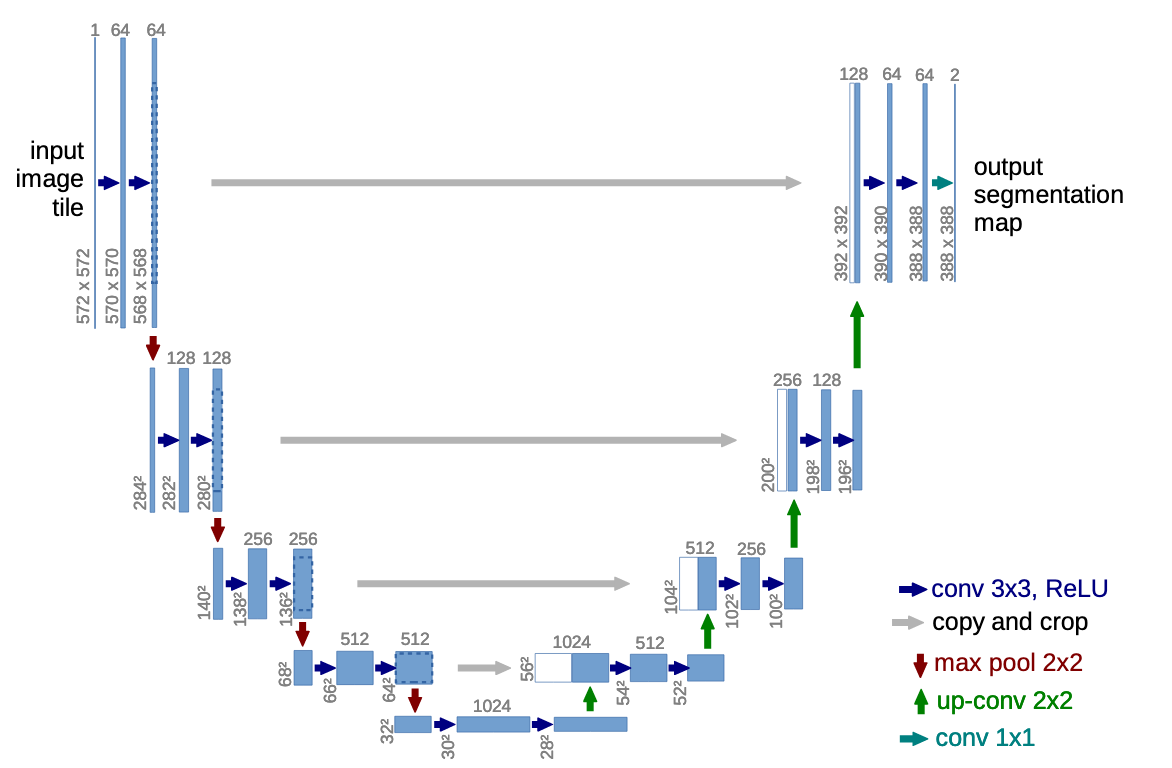 1 64 64
input
image
tile
572 x 572
570 x 570
568 x 568
128 64 64 2
output
segmentation
map
392 x 392
390 x 390
388 x 388
388 x 388
128 128
284²
282²
280²
256 128
200²
198²
196²
256 256
140²
138²
136²
512 256
104²
102²
100²
512 512
68²
66²
64²
1024 512
56²
54²
52²
1024
32²
30²
28²
conv 3x3, ReLU
copy and crop
max pool 2x2
up-conv 2x2
conv 1x1